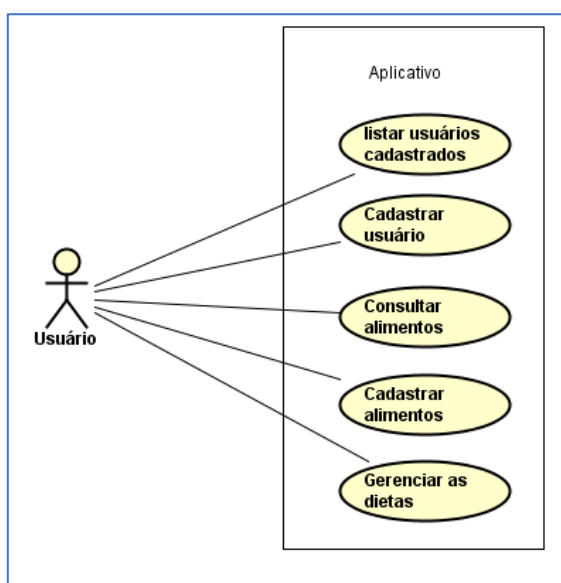 Aplicativo
listar usuários
cadastrados
Cadastrar
usuário
Usuário
Consultar
alimentos
Cadastrar
alimentos
Gerenciar as
dietas